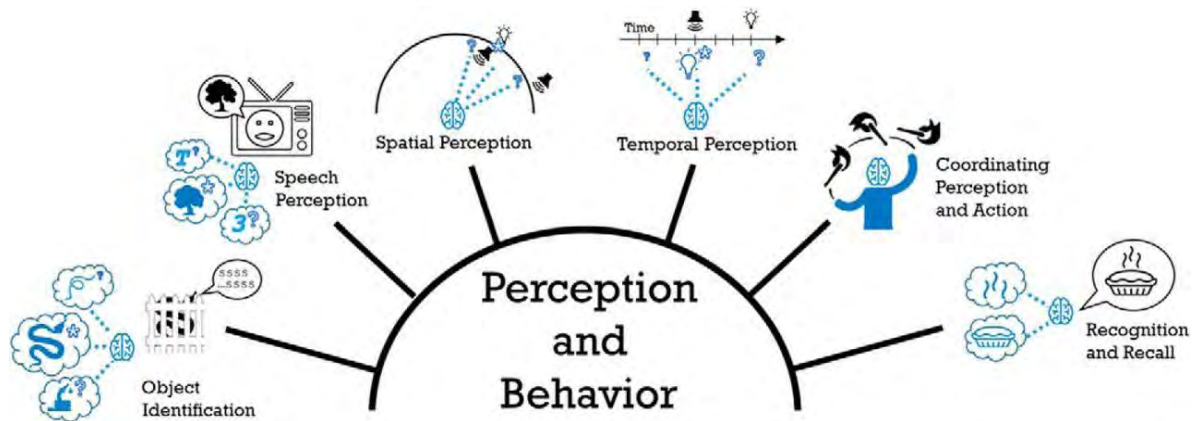 Time
?
?
?
?
Spatial Perception
Temporal Perception
T?
3?
Speech
Perception
Coordinating
Perception
and Action
ssss
...ssss
?
?
Object
Identification
Perception
and
Behavior
Recognition
and Recall